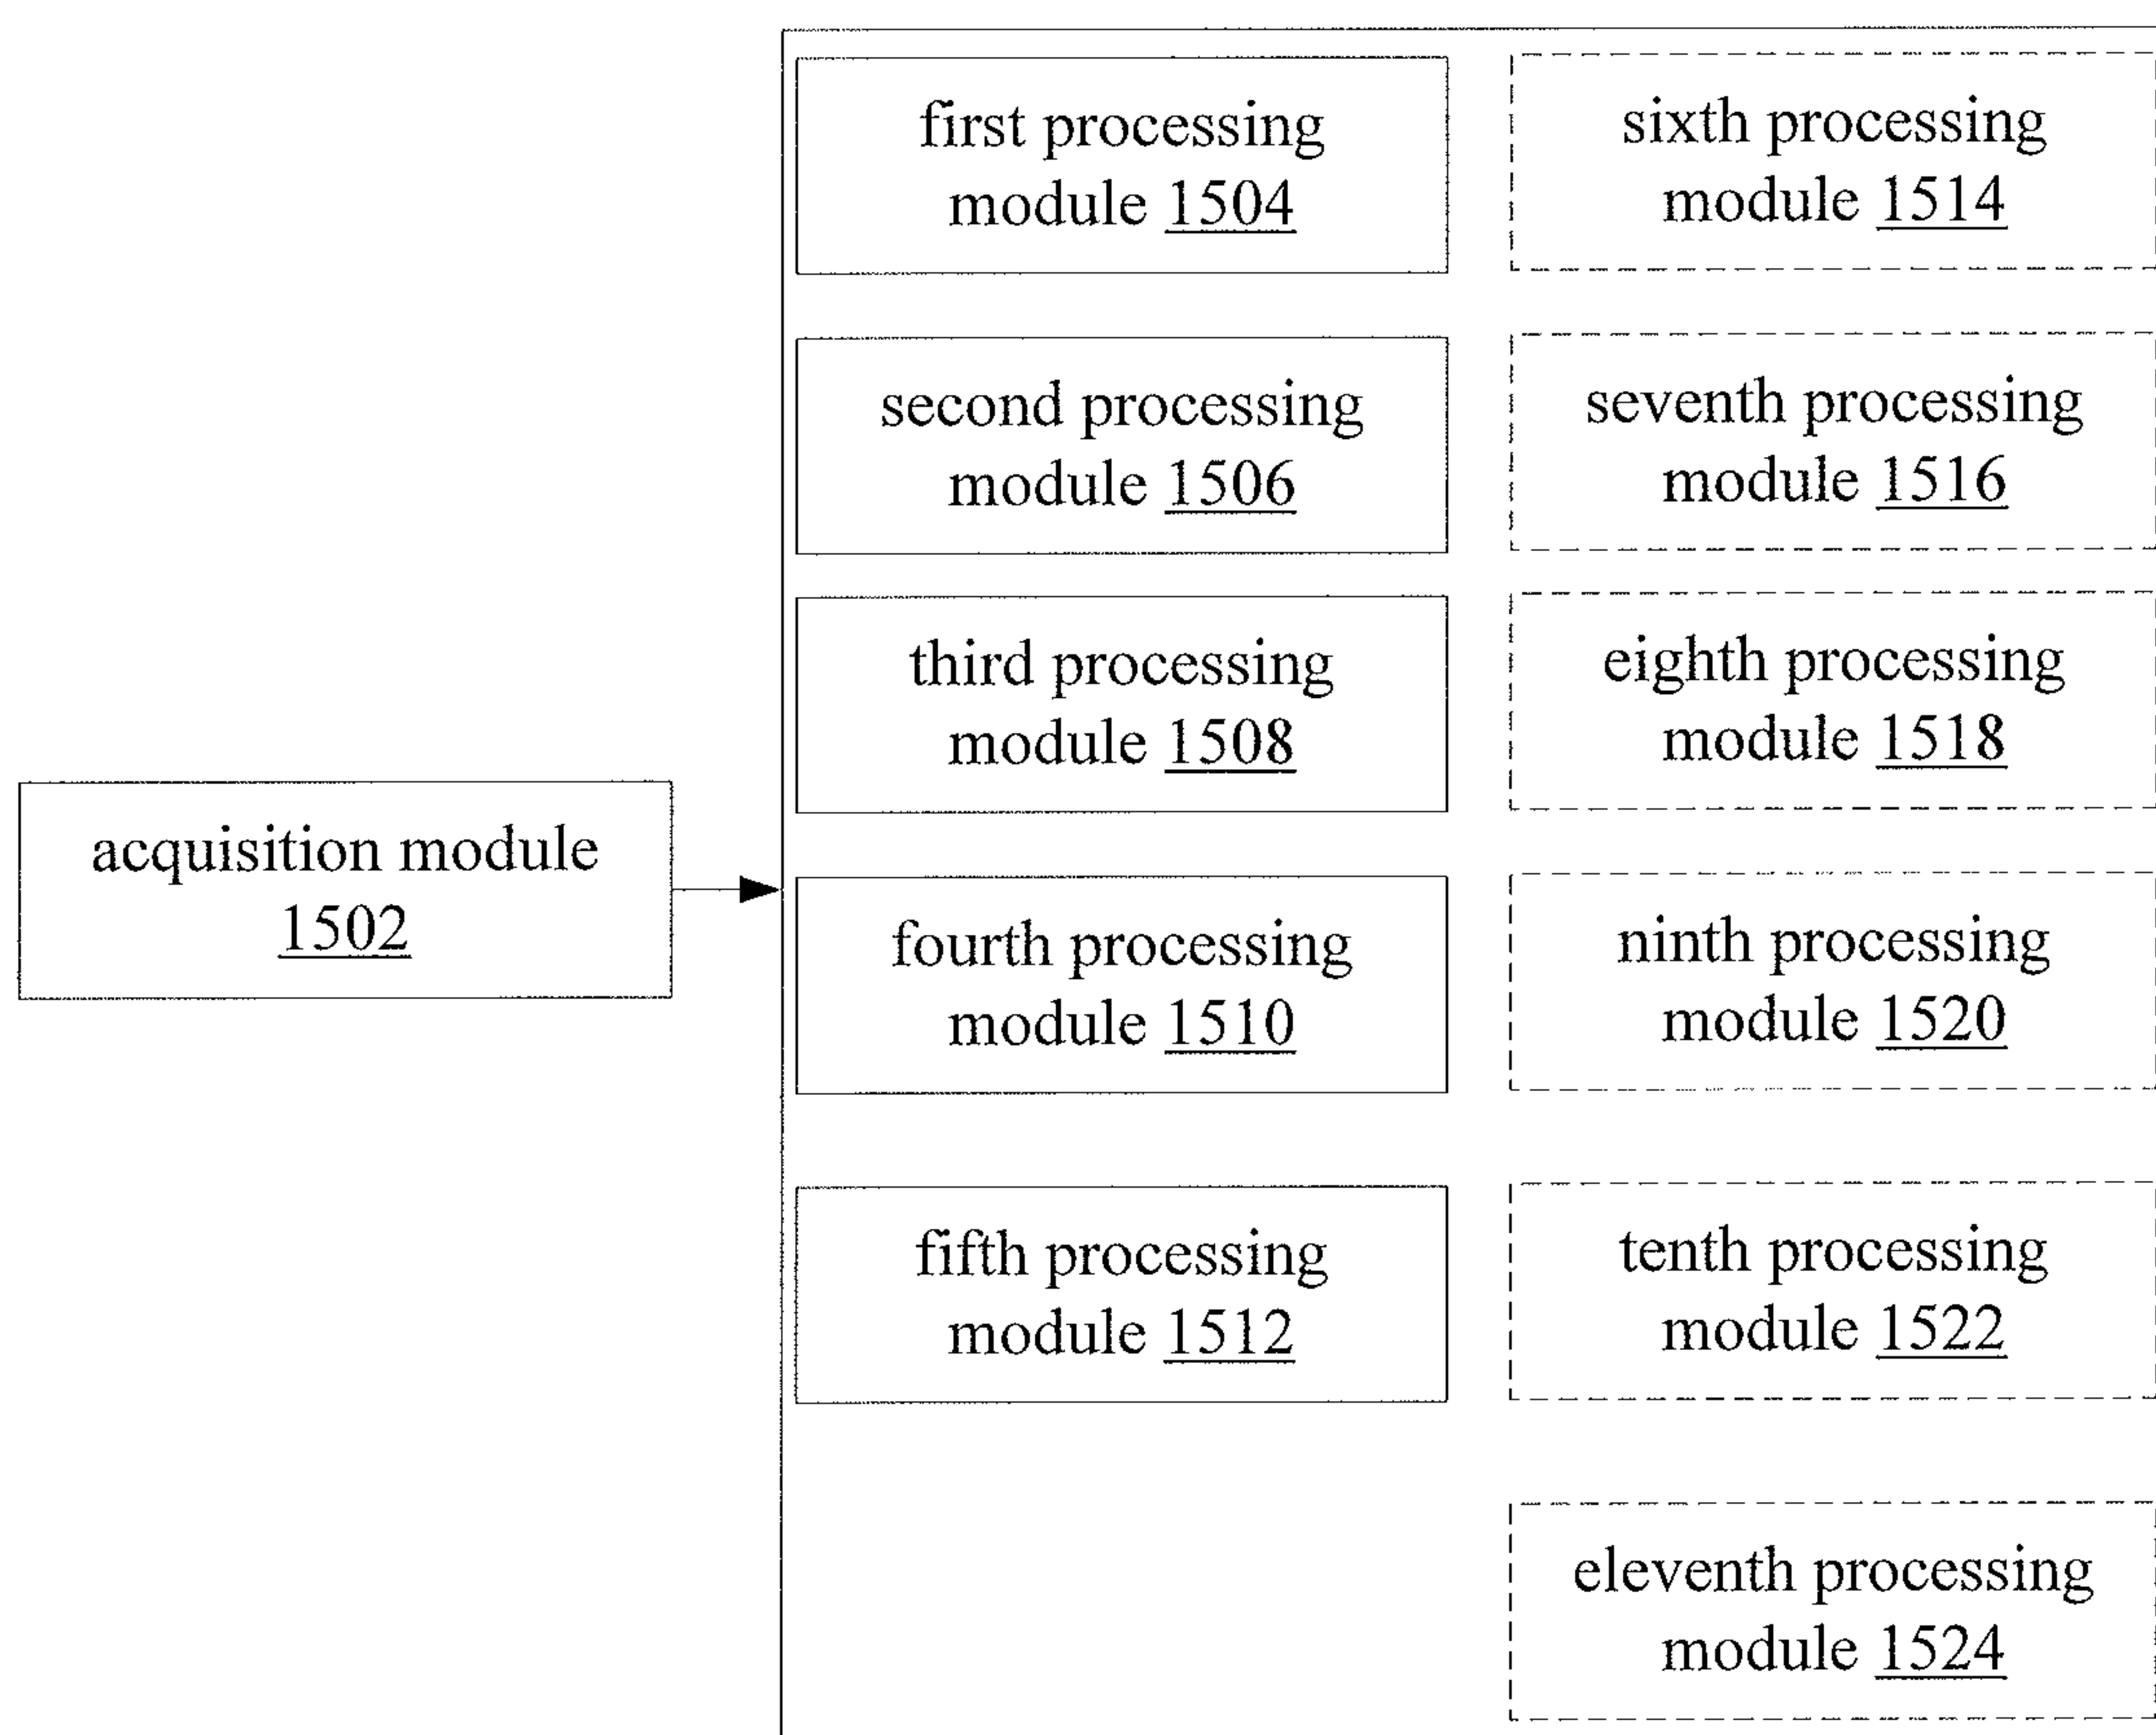 first processing
module 1504
sixth processing
module 1514
second processing
module 1506
seventh processing
module 1516
third processing
module 1508
eighth processing
module 1518
acquisition module
1502
fourth processing
module 1510
ninth processing
module 1520
fifth processing
module 1512
tenth processing
module 1522
eleventh processing
module 1524